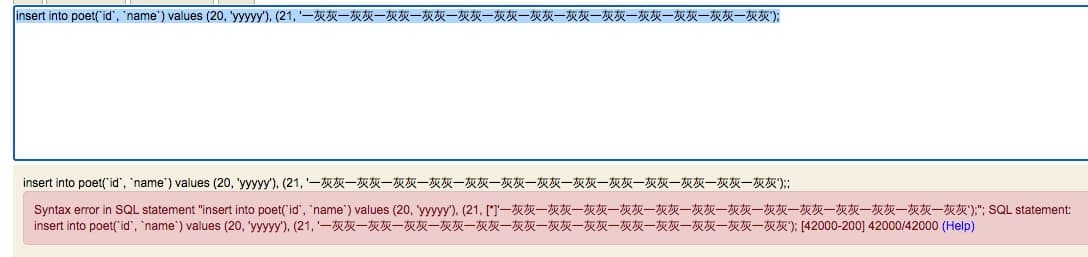 insert into poet(`id`, `name`) values (20, 'yyyyy'), (21, '一灰灰一灰灰一灰灰一灰灰一灰灰一灰灰一灰灰一灰灰一灰灰一灰灰一灰灰一灰灰一灰灰');
insert into poet(`id`, `name`) values (20, 'yyyyy'), (21, '一灰灰一灰灰一灰灰一灰灰一灰灰一灰灰一灰灰一灰灰一灰灰一灰灰一灰灰一灰灰一灰灰');;
Syntax error in SQL statement "insert into poet(`id`, `name`) values (20, 'yyyyy'), (21, [*]'一灰灰一灰灰一灰灰一灰灰一灰灰一灰灰一灰灰一灰灰一灰灰一灰灰一灰灰一灰灰一灰灰');"; SQL statement:
insert into poet(`id`, `name`) values (20, 'yyyyy'), (21, '一灰灰一灰灰一灰灰一灰灰一灰灰一灰灰一灰灰一灰灰一灰灰一灰灰一灰灰一灰灰一灰灰'); [42000-200] 42000/42000 (Help)